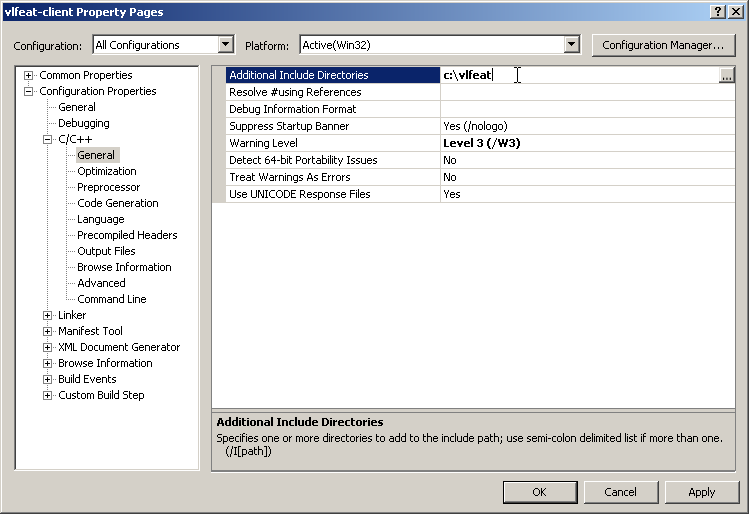 vlfeat-client Property Pages
Configuration: All Configurations Platform: Active(Win32) Configuration Manager...
Common Properties
Configuration Properties
General
Debugging
C/C++
General
Optimization
Preprocessor
Code Generation
Language
Precompiled Headers
Output Files
Browse Information
Advanced
Command Line
Linker
Manifest Tool
XML Document Generator
Browse Information
Build Events
Custom Build Step
Additional Include Directories c:\vlfeat ...
Resolve #using References
Debug Information Format
Suppress Startup Banner Yes (/nologo)
Warning Level Level 3 (/W3)
Detect 64-bit Portability Issues No
Treat Warnings As Errors No
Use UNICODE Response Files Yes
Additional Include Directories
Specifies one or more directories to add to the include path; use semi-colon delimited list if more than one.
(/I[path])
OK Cancel Apply